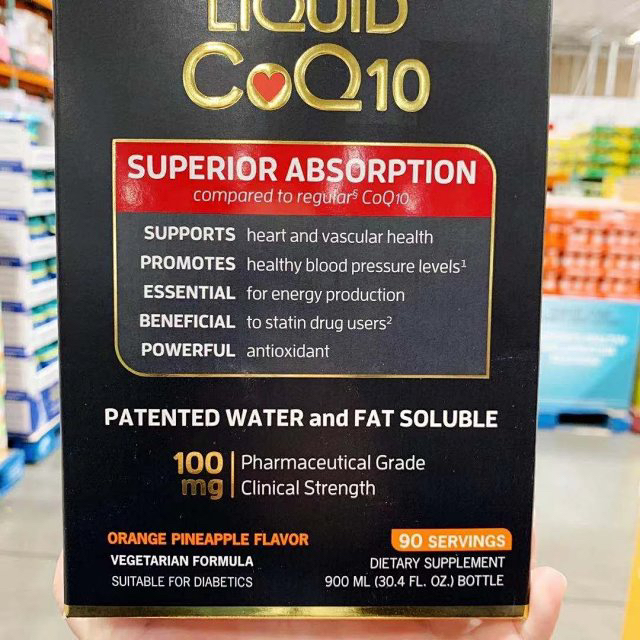 LIQUID
CoQ10
SUPERIOR ABSORPTION
compared to regular§ CoQ10
SUPPORTS heart and vascular health
PROMOTES healthy blood pressure levels¹
ESSENTIAL for energy production
BENEFICIAL to statin drug users²
POWERFUL antioxidant
PATENTED WATER and FAT SOLUBLE
100 mg Pharmaceutical Grade
Clinical Strength
ORANGE PINEAPPLE FLAVOR
VEGETARIAN FORMULA
SUITABLE FOR DIABETICS
90 SERVINGS
DIETARY SUPPLEMENT
900 ML (30.4 FL. OZ.) BOTTLE